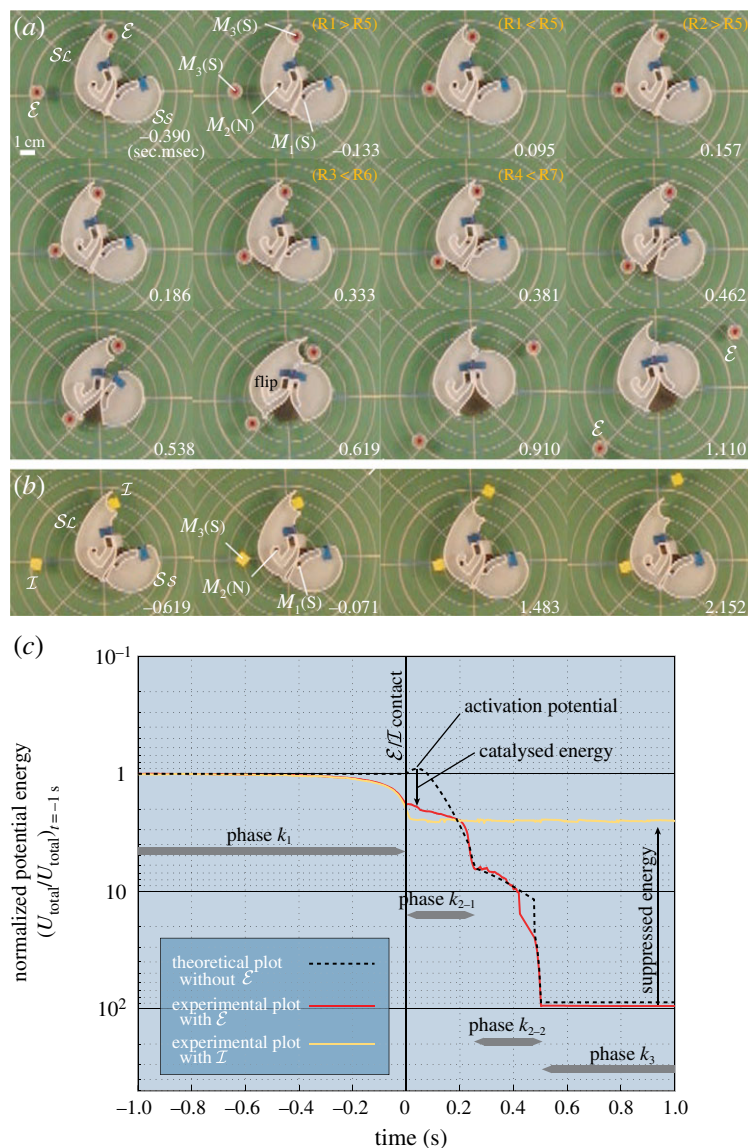 (a)
ℰ
𝒮ℒ
ℰ
1 cm
𝒮s
−0.390
(sec.msec)
M₃(S)
(R1 > R5)
M₃(S)
M₂(N)
M₁(S)
−0.133
(R1 < R5)
0.095
(R2 > R5)
0.157
0.186
(R3 < R6)
0.333
(R4 < R7)
0.381
0.462
0.538
flip
0.619
0.910
ℰ
ℰ
1.110
(b)
ℐ
𝒮ℒ
ℐ
𝒮s
−0.619
M₃(S)
M₂(N)
M₁(S)
−0.071
1.483
2.152
(c)
normalized potential energy
(U_total/U_total)_{t = −1 s}
10⁻¹
1
10
10²
ℰ/ℐ contact
activation potential
catalysed energy
phase k₁
phase k₂₋₁
suppressed energy
phase k₂₋₂
phase k₃
theoretical plot
without ℰ
experimental plot
with ℰ
experimental plot
with ℐ
−1.0 −0.8 −0.6 −0.4 −0.2 0 0.2 0.4 0.6 0.8 1.0
time (s)